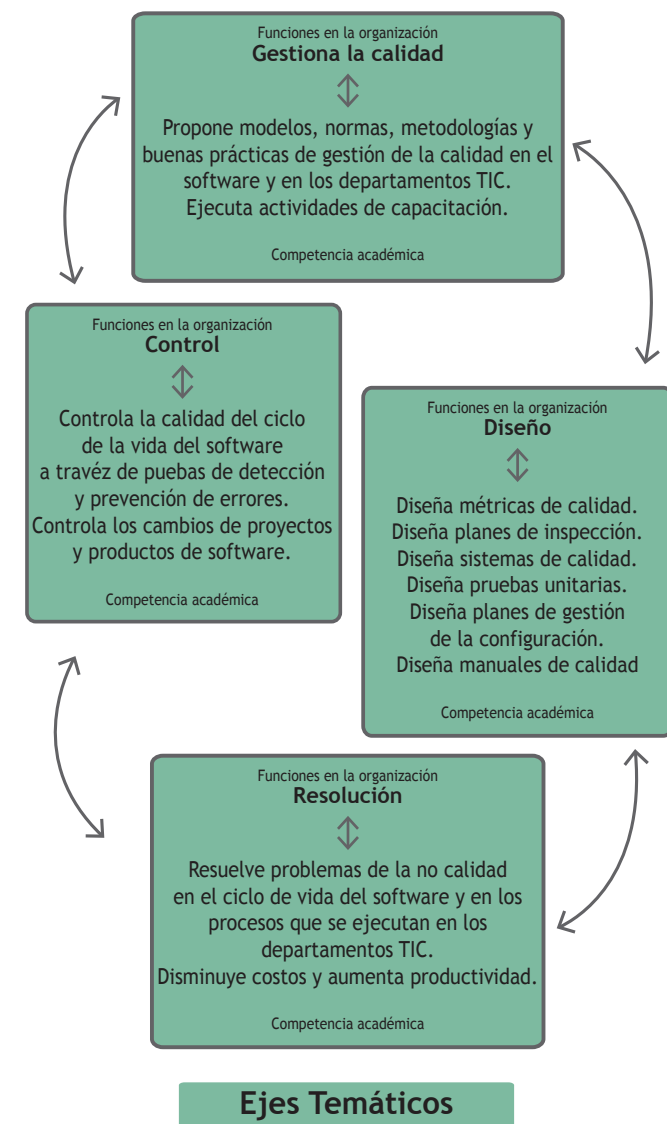 Funciones en la organización
Gestiona la calidad
Propone modelos, normas, metodologías y
buenas prácticas de gestión de la calidad en el
software y en los departamentos TIC.
Ejecuta actividades de capacitación.
Competencia académica
Funciones en la organización
Control
Controla la calidad del ciclo
de la vida del software
a travéz de puebas de detección
y prevención de errores.
Controla los cambios de proyectos
y productos de software.
Competencia académica
Funciones en la organización
Diseño
Diseña métricas de calidad.
Diseña planes de inspección.
Diseña sistemas de calidad.
Diseña pruebas unitarias.
Diseña planes de gestión
de la configuración.
Diseña manuales de calidad
Competencia académica
Funciones en la organización
Resolución
Resuelve problemas de la no calidad
en el ciclo de vida del software y en los
procesos que se ejecutan en los
departamentos TIC.
Disminuye costos y aumenta productividad.
Competencia académica
Ejes Temáticos